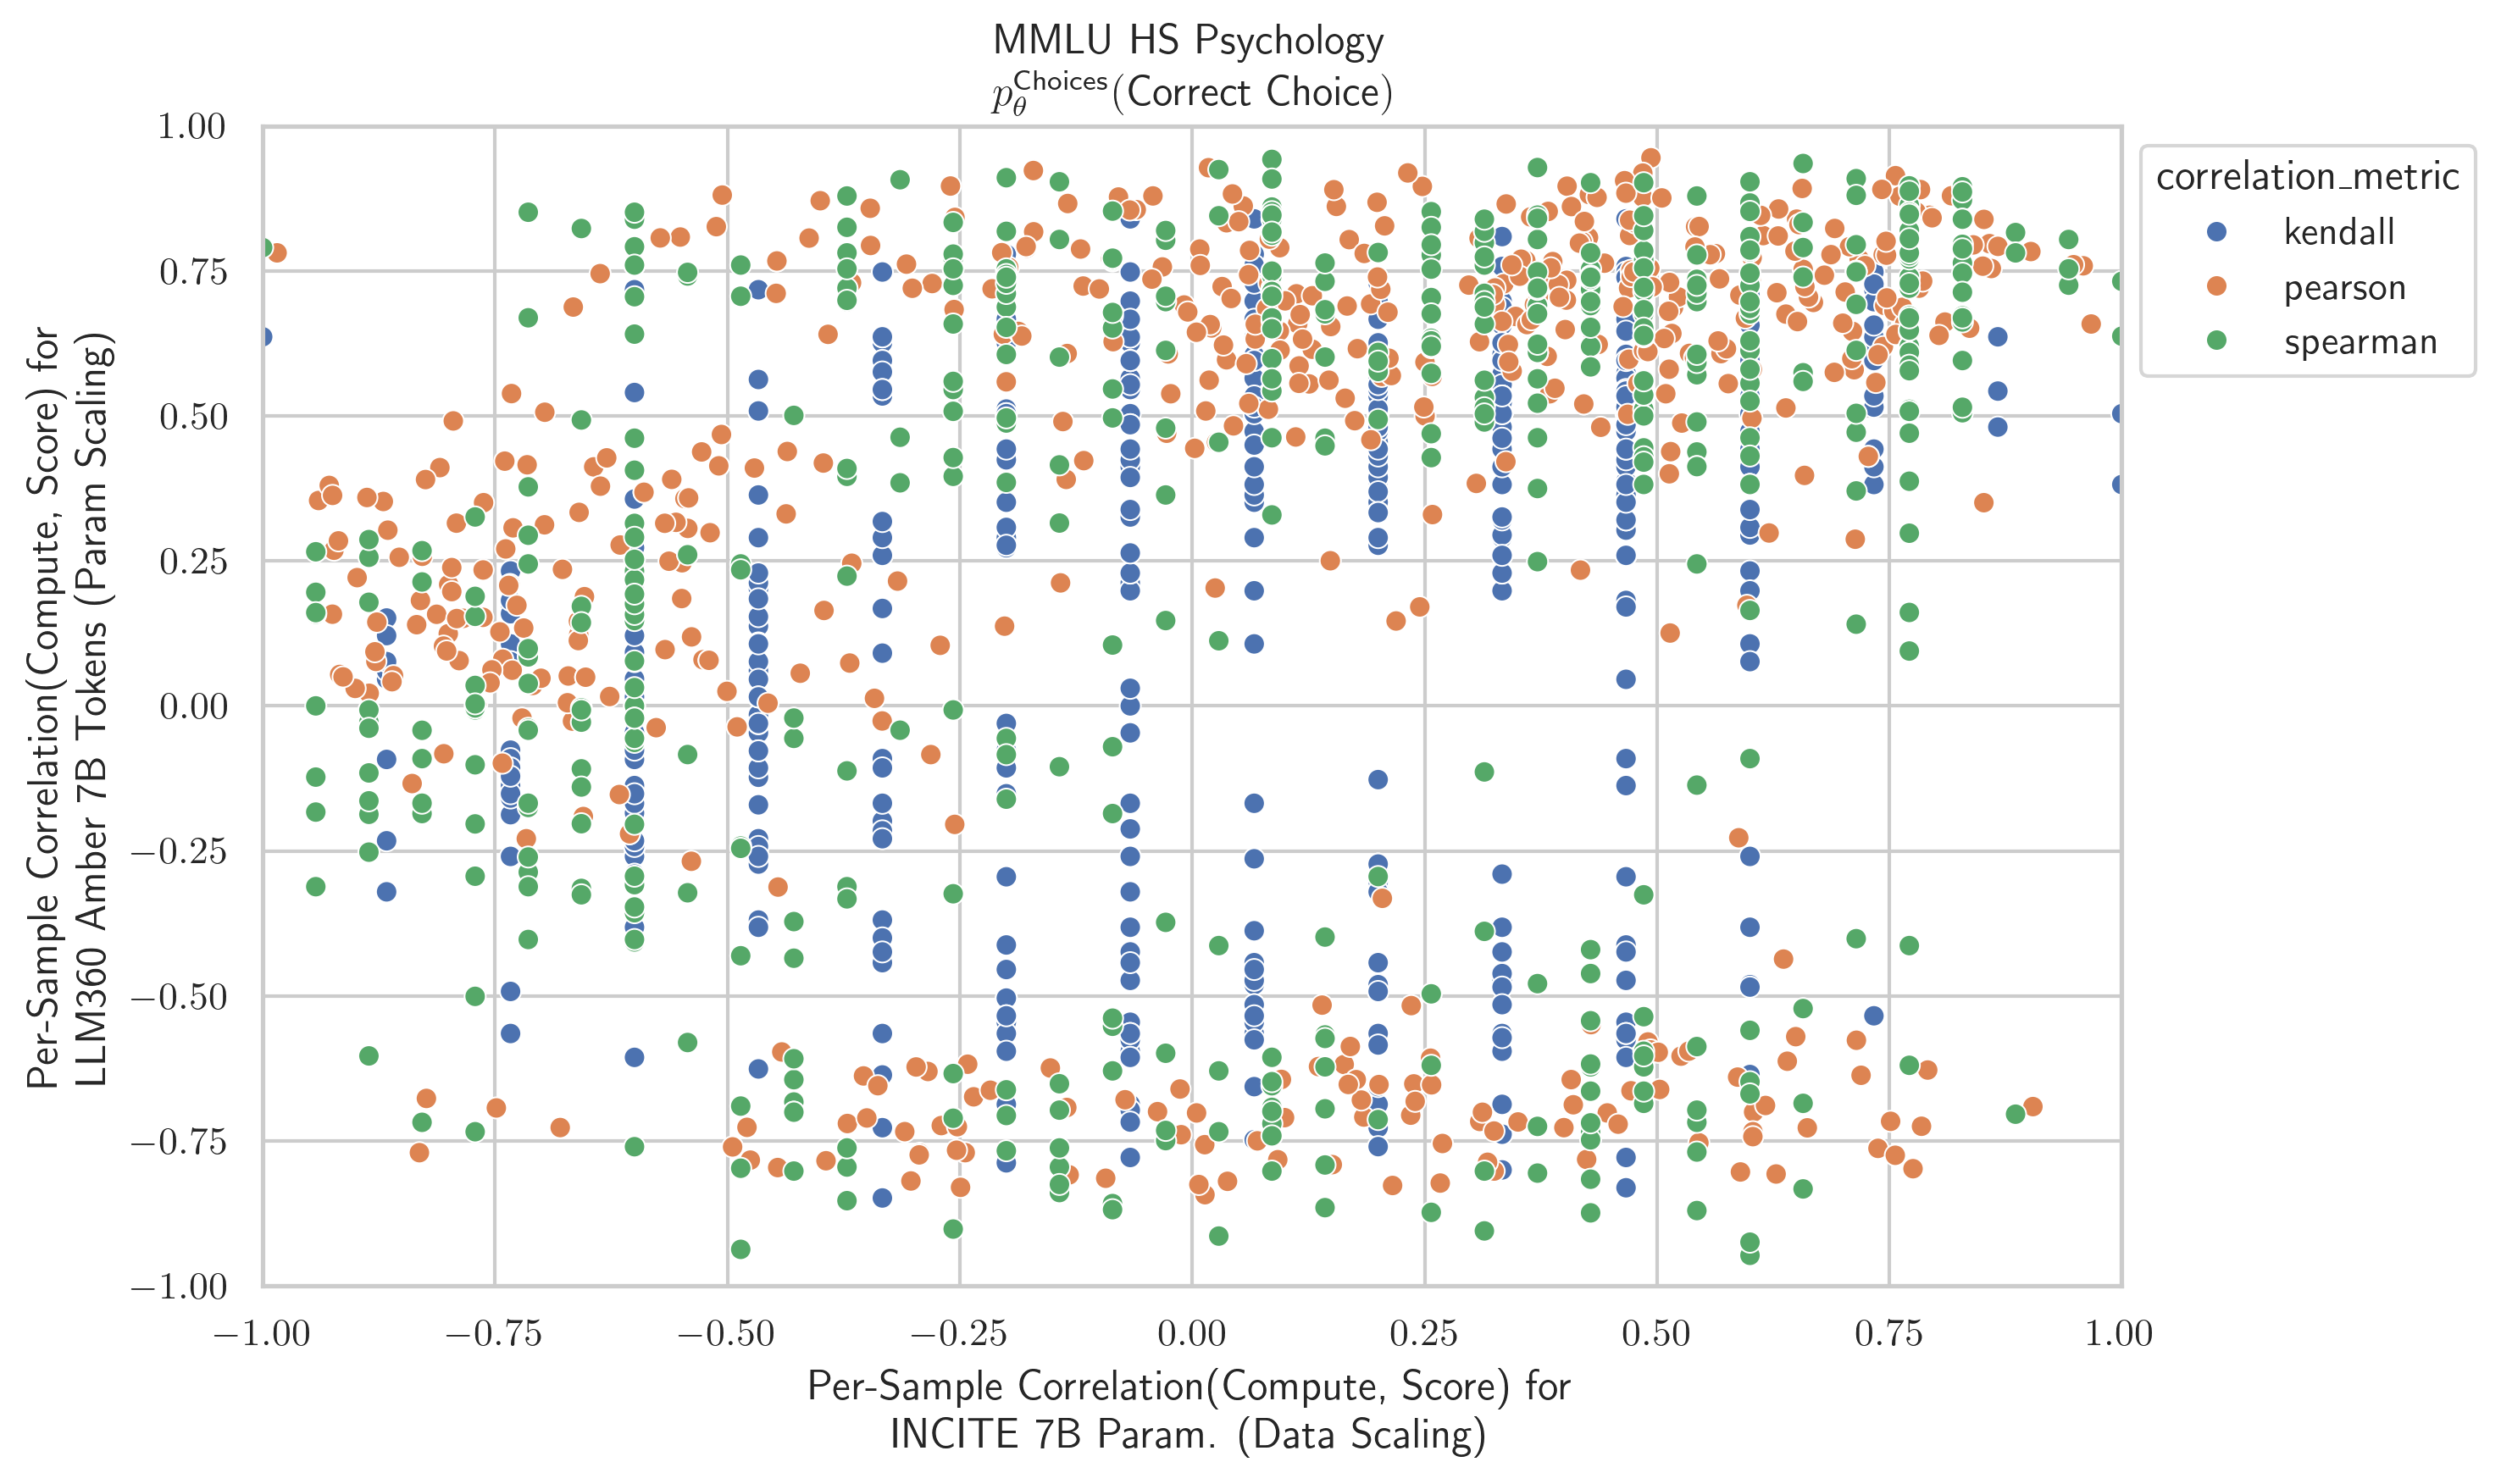 MMLU HS Psychology
p_θ^Choices(Correct Choice)
Per-Sample Correlation(Compute, Score) for
LLM360 Amber 7B Tokens (Param Scaling)
1.00
0.75
0.50
0.25
0.00
−0.25
−0.50
−0.75
−1.00
correlation_metric
kendall
pearson
spearman
−1.00 −0.75 −0.50 −0.25 0.00 0.25 0.50 0.75 1.00
Per-Sample Correlation(Compute, Score) for
INCITE 7B Param. (Data Scaling)